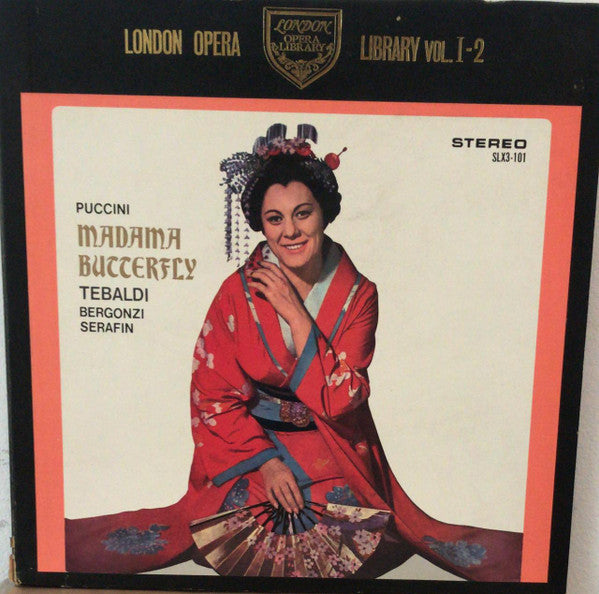 LONDON OPERA
LONDON
OPERA
LIBRARY
LIBRARY VOL. I-2
STEREO
SLX3-101
PUCCINI
MADAMA
BUTTERFLY
TEBALDI
BERGONZI
SERAFIN